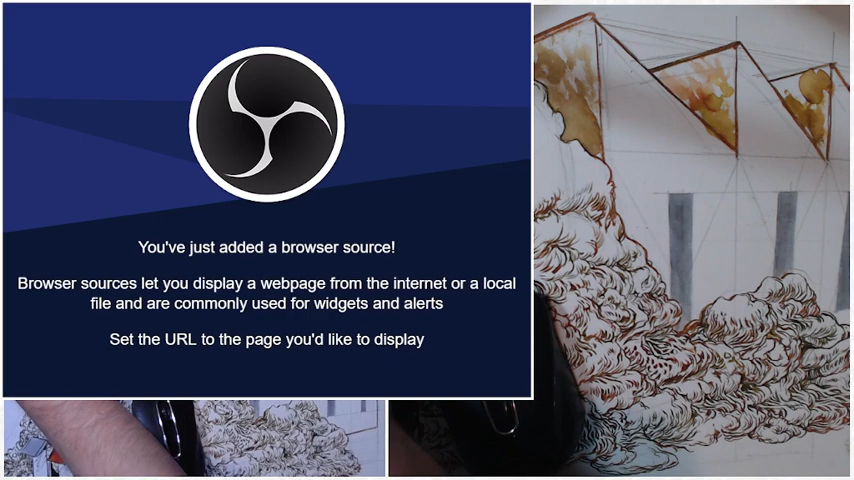 You've just added a browser source!
Browser sources let you display a webpage from the internet or a local
file and are commonly used for widgets and alerts
Set the URL to the page you'd like to display